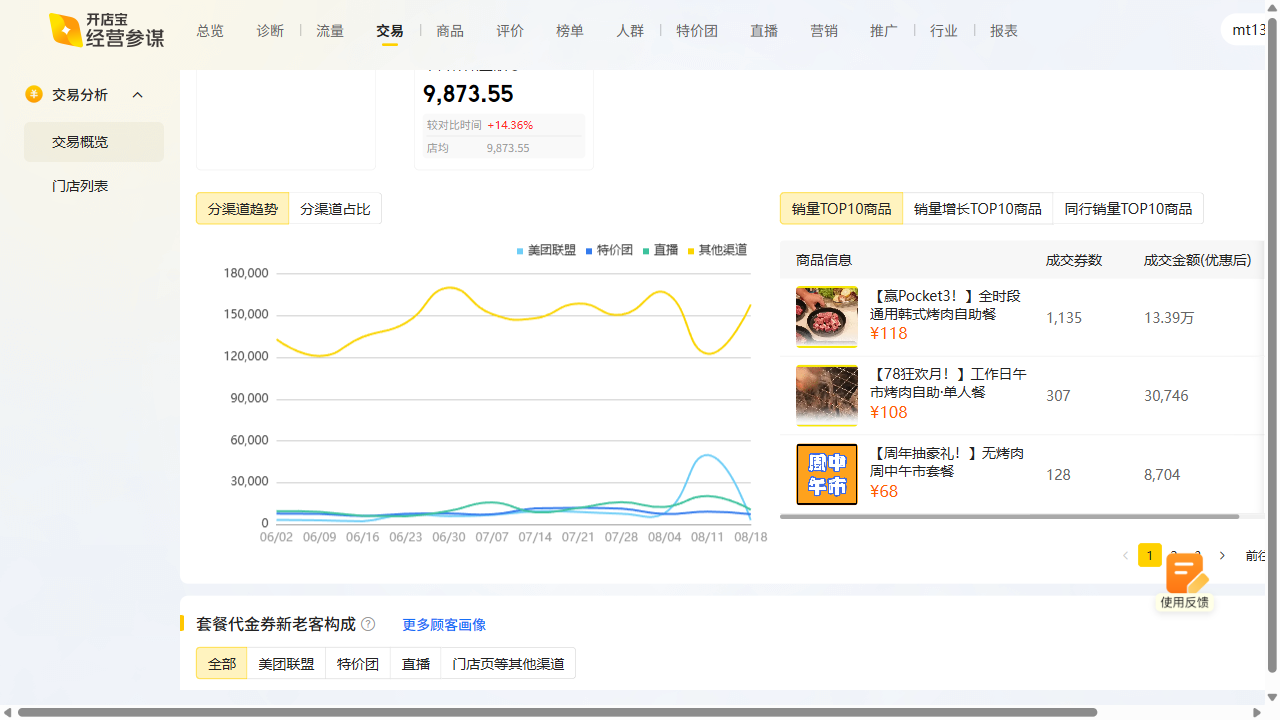 开店宝
经营参谋
总览
诊断
流量
交易
商品
评价
榜单
人群
特价团
直播
营销
推广
行业
报表
mt13
交易分析
交易概览
门店列表
9,873.55
较对比时间 +14.36%
店均 9,873.55
分渠道趋势
分渠道占比
美团联盟
特价团
直播
其他渠道
180,000
150,000
120,000
90,000
60,000
30,000
0
06/02 06/09 06/16 06/23 06/30 07/07 07/14 07/21 07/28 08/04 08/11 08/18
销量TOP10商品
销量增长TOP10商品
同行销量TOP10商品
商品信息
成交券数
成交金额(优惠后)
【赢Pocket3！】全时段
通用韩式烤肉自助餐
¥118
1,135
13.39万
【78狂欢月！】工作日午
市烤肉自助·单人餐
¥108
307
30,746
周中
午市
【周年抽豪礼！】无烤肉
周中午市套餐
¥68
128
8,704
1
前往
使用反馈
套餐代金券新老客构成
更多顾客画像
全部
美团联盟
特价团
直播
门店页等其他渠道